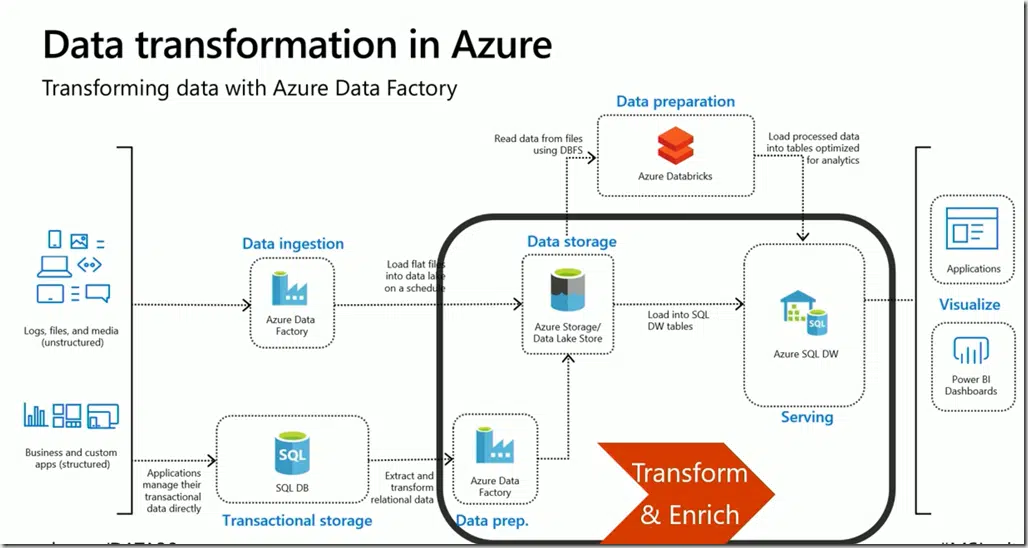 Data transformation in Azure
Transforming data with Azure Data Factory
Data preparation
Read data from files
using DBFS
Azure Databricks
Load processed data
into tables optimized
for analytics
Data ingestion
Load flat files
into data lake
on a schedule
Data storage
Logs, files, and media
(unstructured)
Azure Data
Factory
Azure Storage/
Data Lake Store
Load into SQL
DW tables
SQL
Azure SQL DW
Serving
Applications
Visualize
Power BI
Dashboards
Business and custom
apps (structured)
Applications
manage their
transactional
data directly
SQL
SQL DB
Transactional storage
Extract and
transform
relational data
Azure Data
Factory
Data prep.
Transform
& Enrich